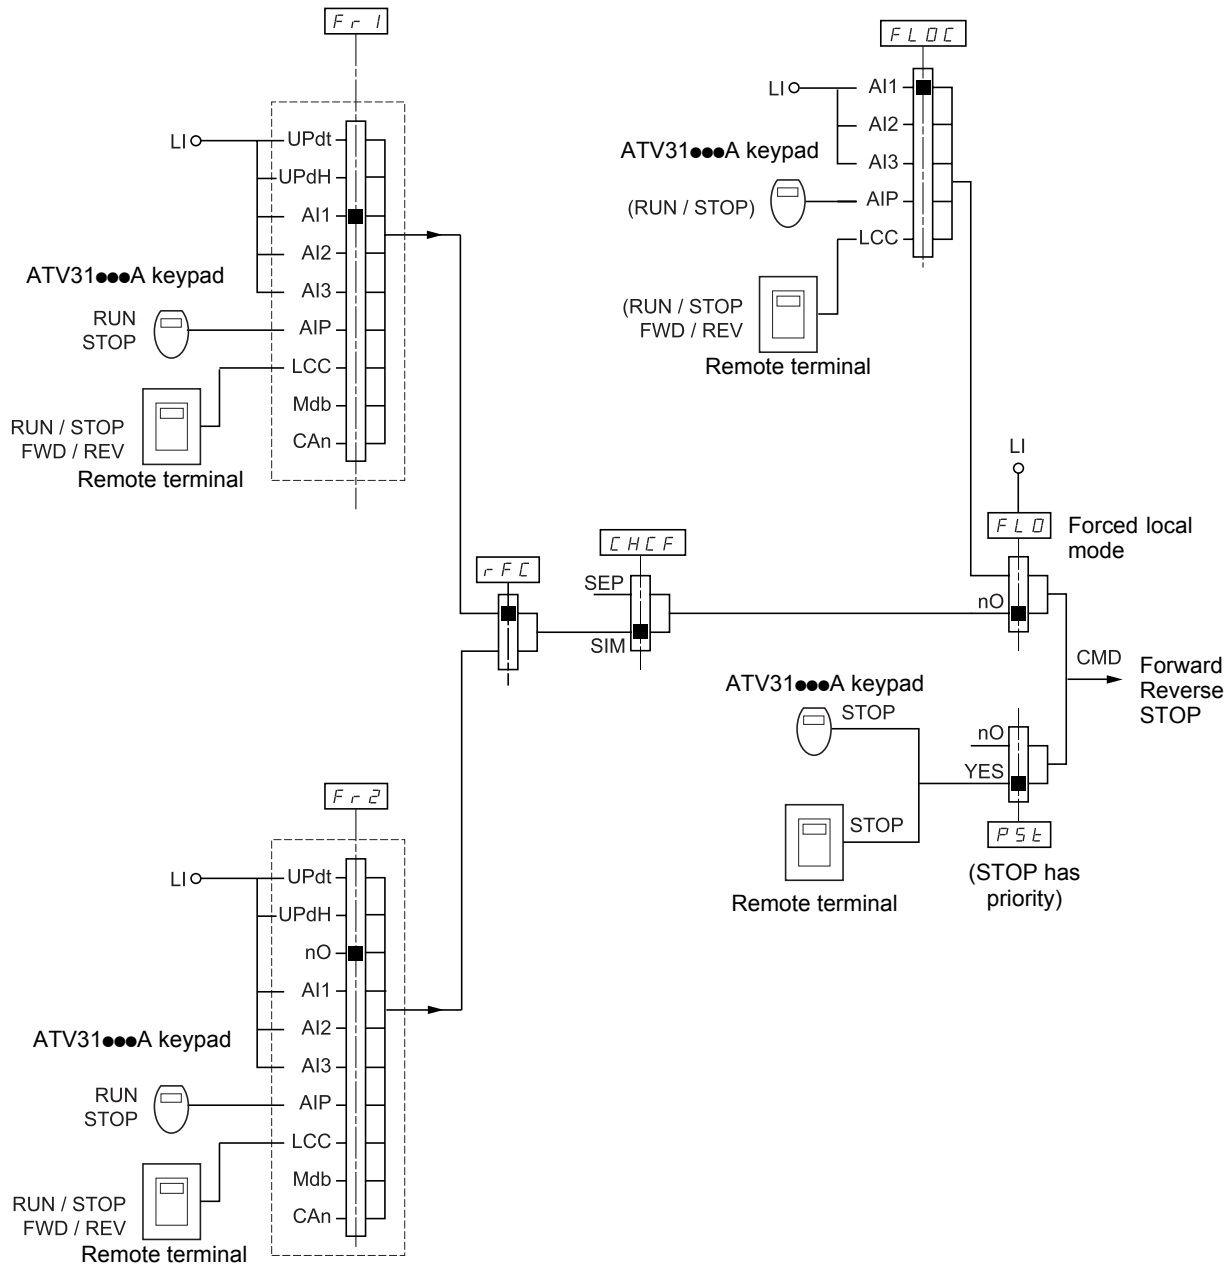 Fr1
LI
UPdt
UPdH
AI1
AI2
AI3
ATV31●●●A keypad
RUN
STOP
AIP
LCC
Mdb
CAn
RUN / STOP
FWD / REV
Remote terminal
FLOC
LI
AI1
AI2
AI3
ATV31●●●A keypad
(RUN / STOP)
AIP
LCC
(RUN / STOP
FWD / REV
Remote terminal
LI
FLO
Forced local
mode
nO
rFC
CHCF
SEP
SIM
CMD
Forward
Reverse
STOP
ATV31●●●A keypad
STOP
STOP
Remote terminal
nO
YES
PSt
(STOP has
priority)
Fr2
LI
UPdt
UPdH
nO
AI1
AI2
AI3
ATV31●●●A keypad
RUN
STOP
AIP
LCC
Mdb
CAn
RUN / STOP
FWD / REV
Remote terminal